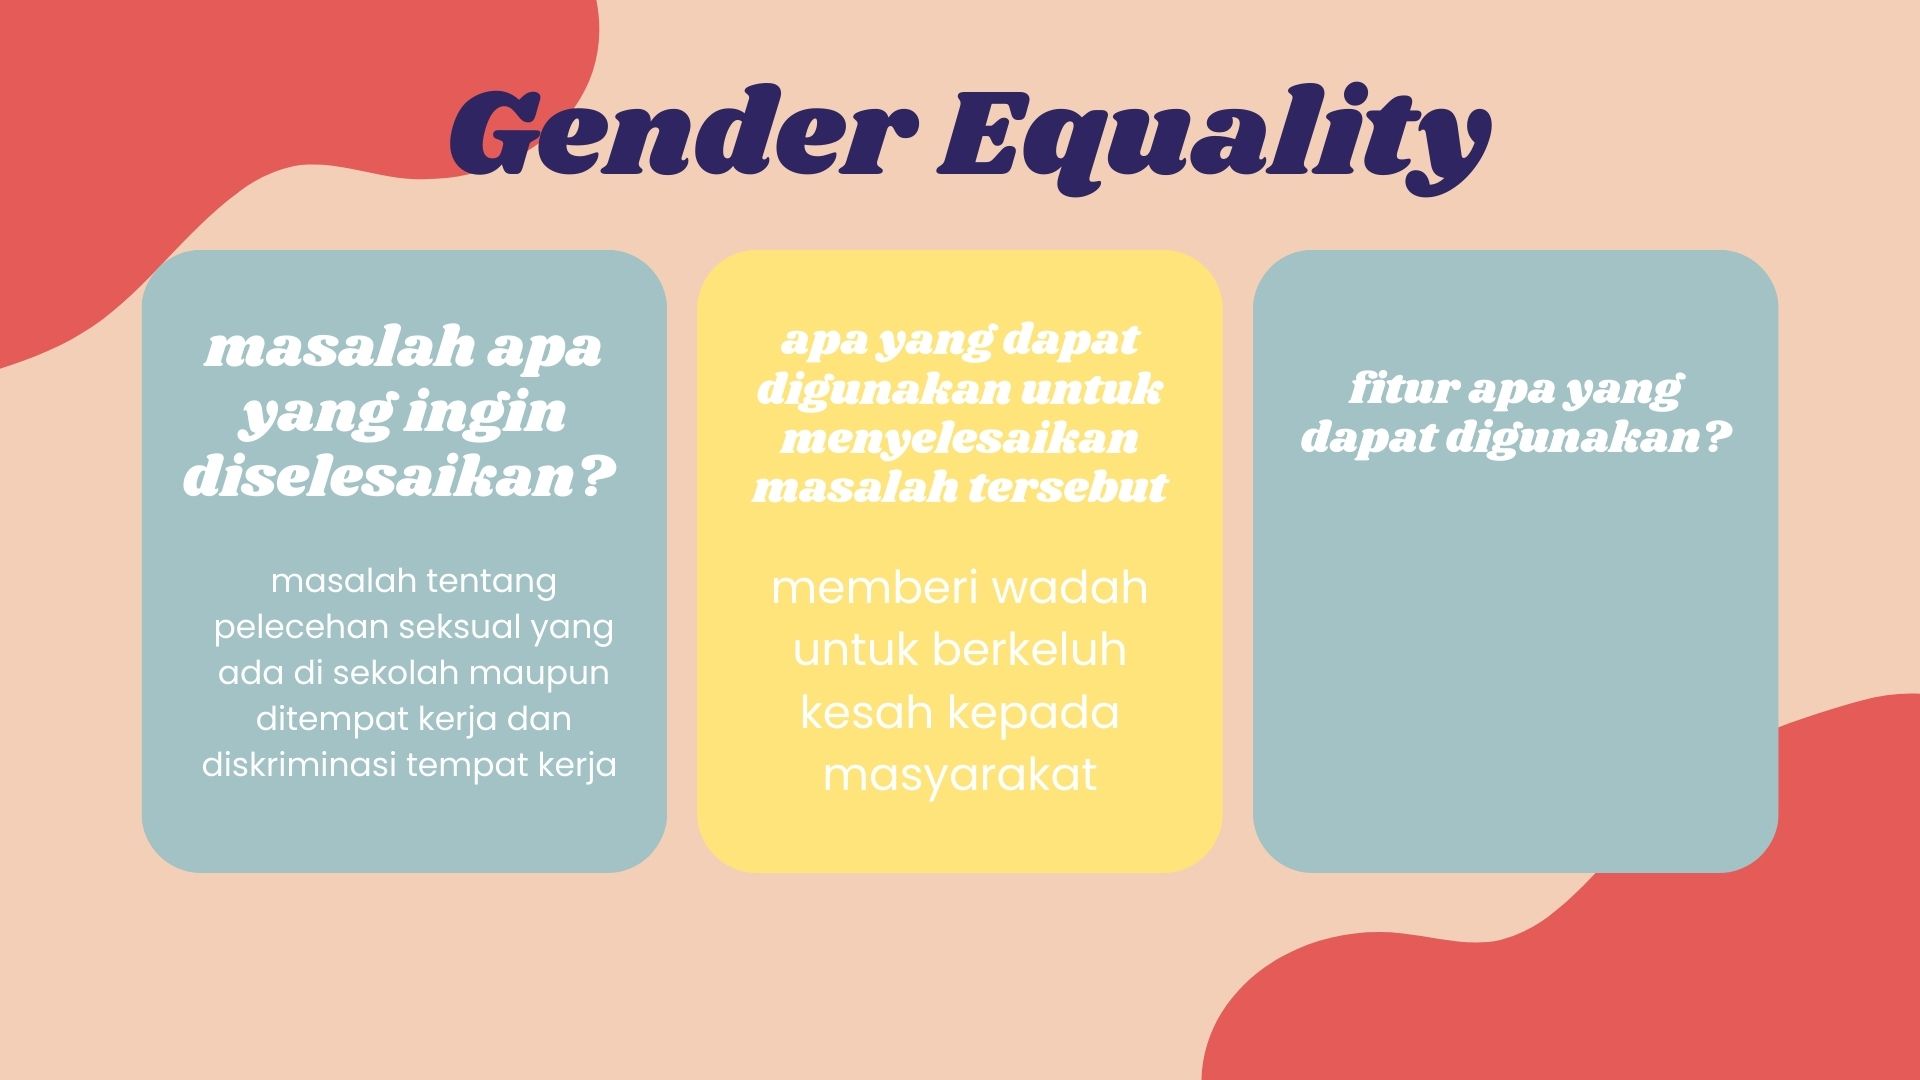 Gender Equality
masalah apa
yang ingin
diselesaikan?
masalah tentang
pelecehan seksual yang
ada di sekolah maupun
ditempat kerja dan
diskriminasi tempat kerja
apa yang dapat
digunakan untuk
menyelesaikan
masalah tersebut
memberi wadah
untuk berkeluh
kesah kepada
masyarakat
fitur apa yang
dapat digunakan?